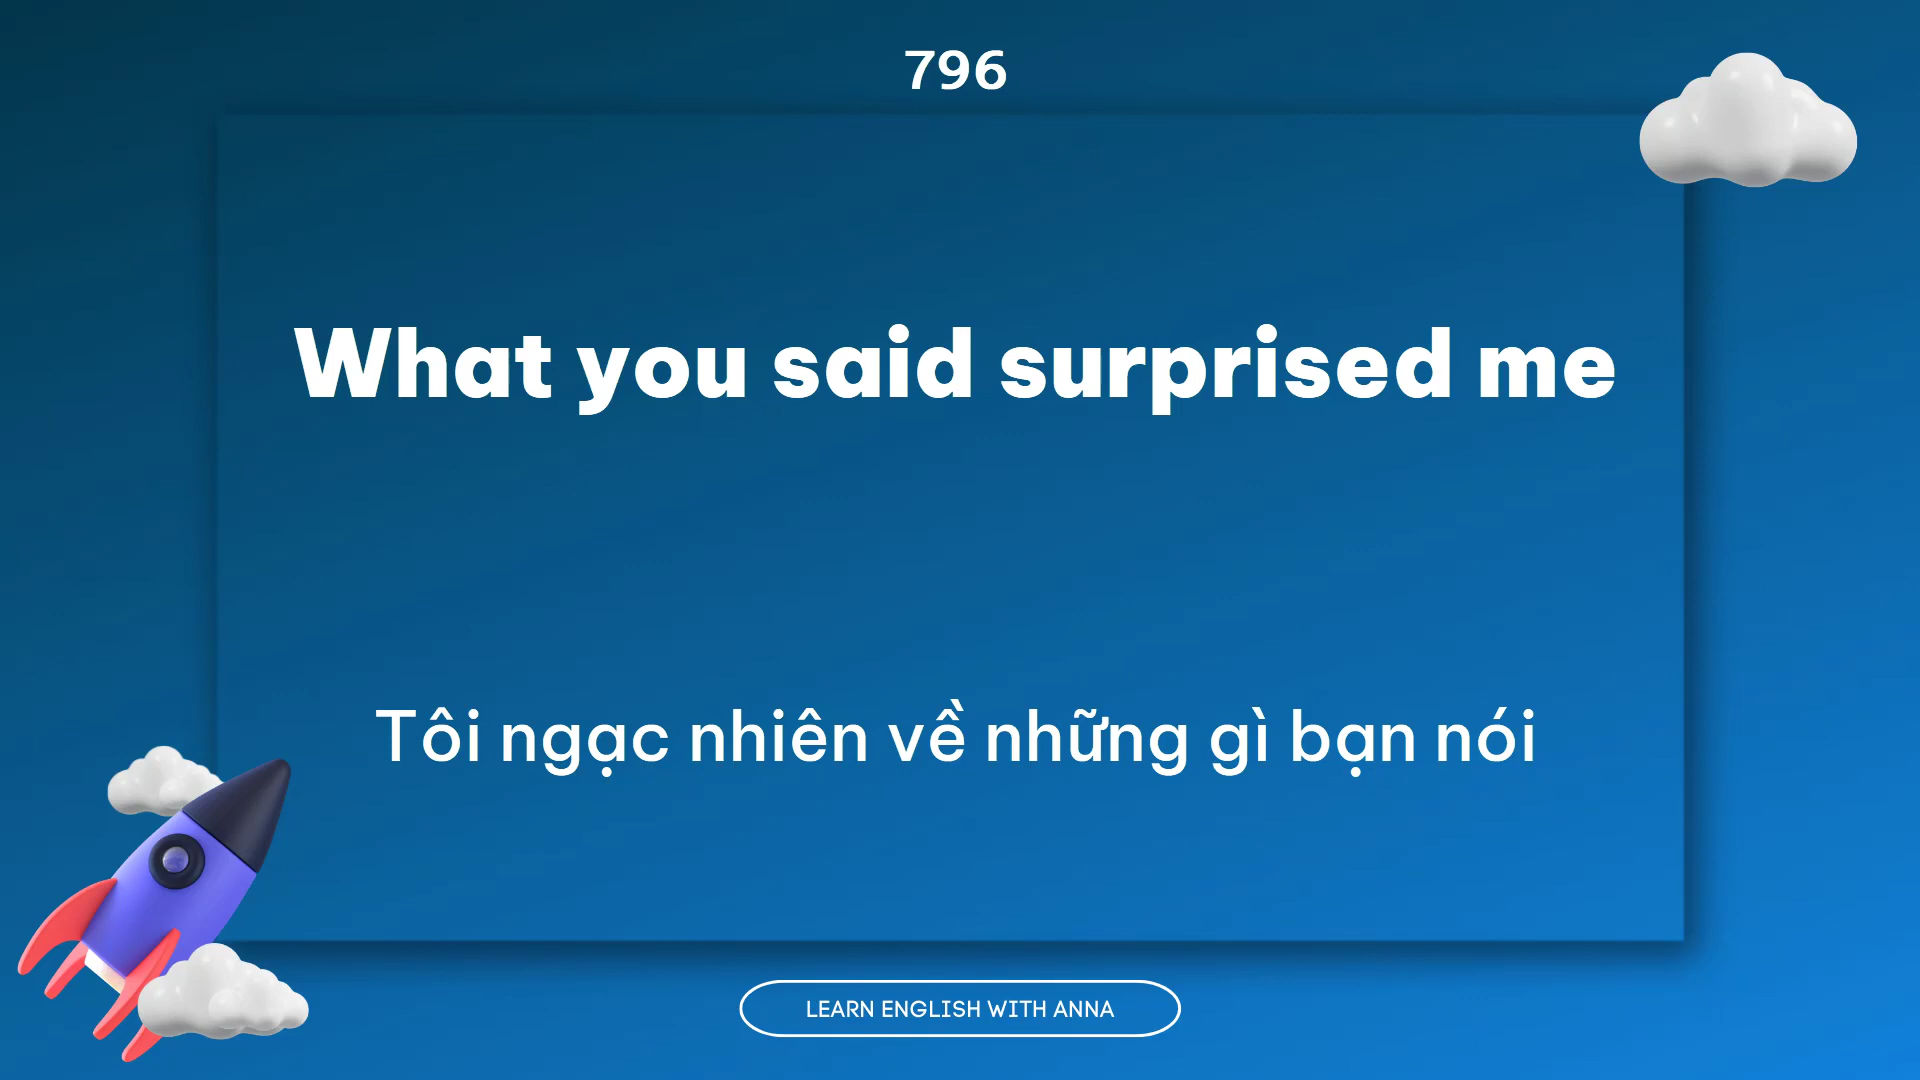 796
What you said surprised me
Tôi ngạc nhiên về những gì bạn nói
LEARN ENGLISH WITH ANNA